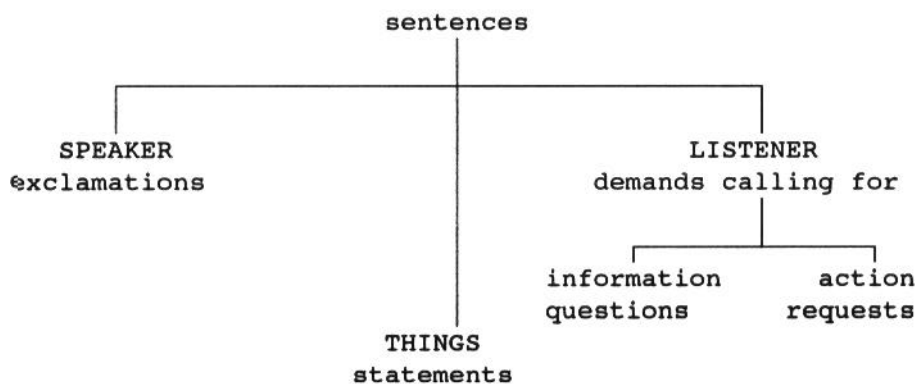 sentences
SPEAKER
exclamations
LISTENER
demands calling for
information
questions
action
requests
THINGS
statements